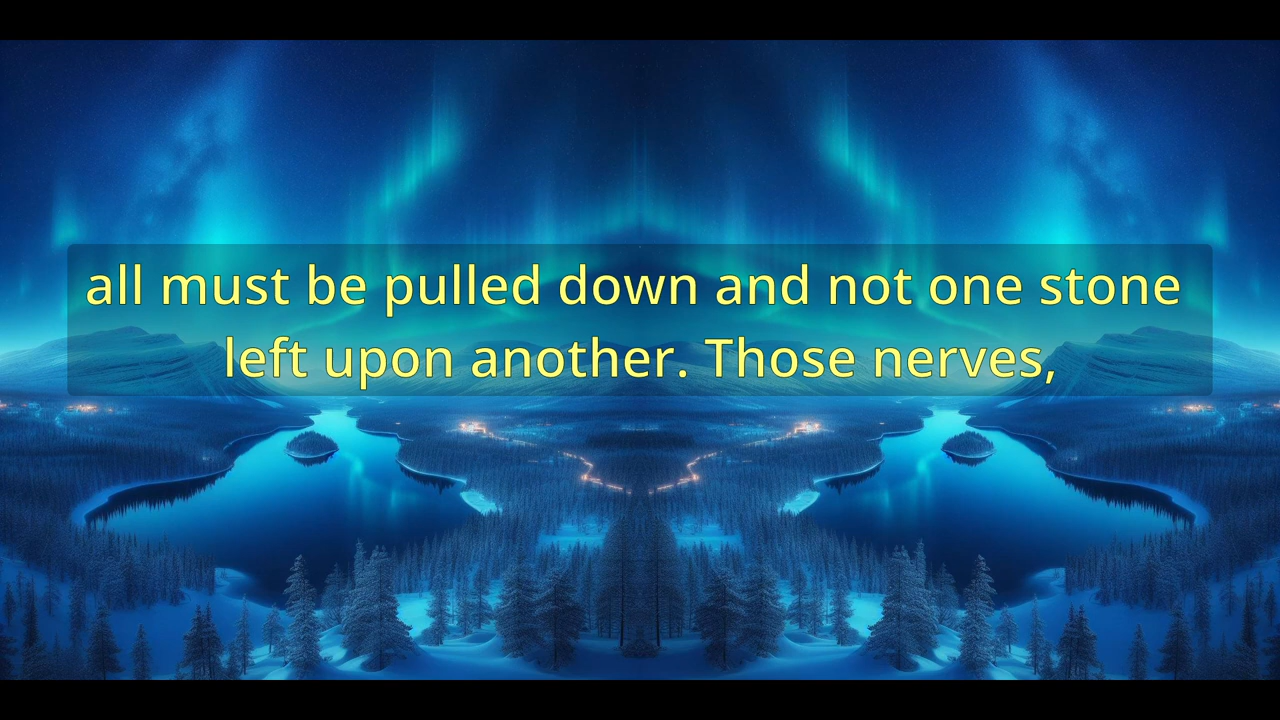 all must be pulled down and not one stone
left upon another. Those nerves,